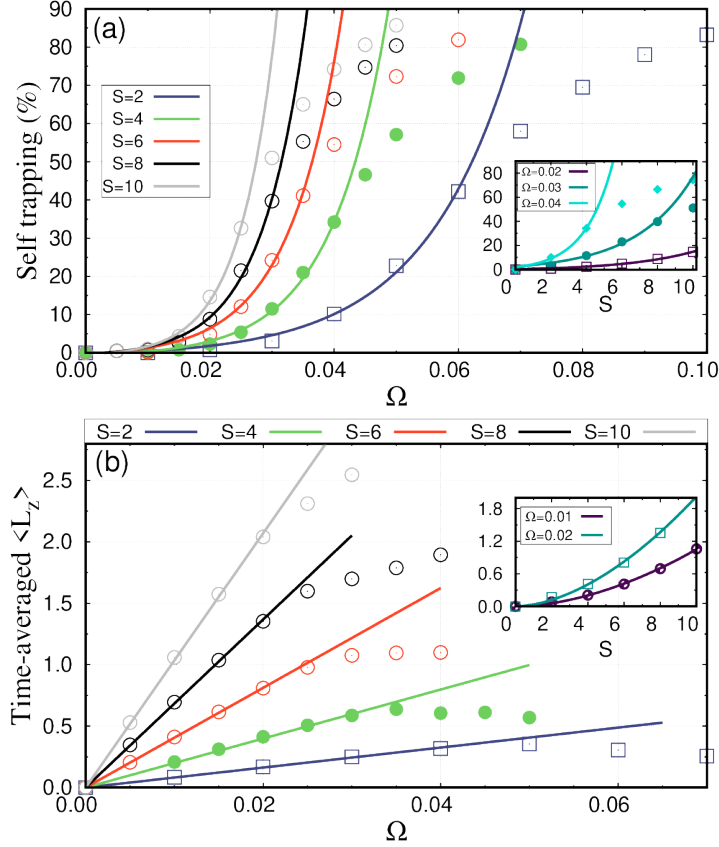 (a)
Self trapping (%)
90
80
70
60
50
40
30
20
10
0
S=2
S=4
S=6
S=8
S=10
Ω=0.02
Ω=0.03
Ω=0.04
80
60
40
20
0
0 2 4 6 8 10
S
0.00 0.02 0.04 0.06 0.08 0.10
Ω
S=2 S=4 S=6 S=8 S=10
(b)
Time-averaged <L_z>
2.5
2.0
1.5
1.0
0.5
0.0
Ω=0.01
Ω=0.02
1.8
1.2
0.6
0.0
0 2 4 6 8 10
S
0.00 0.02 0.04 0.06
Ω